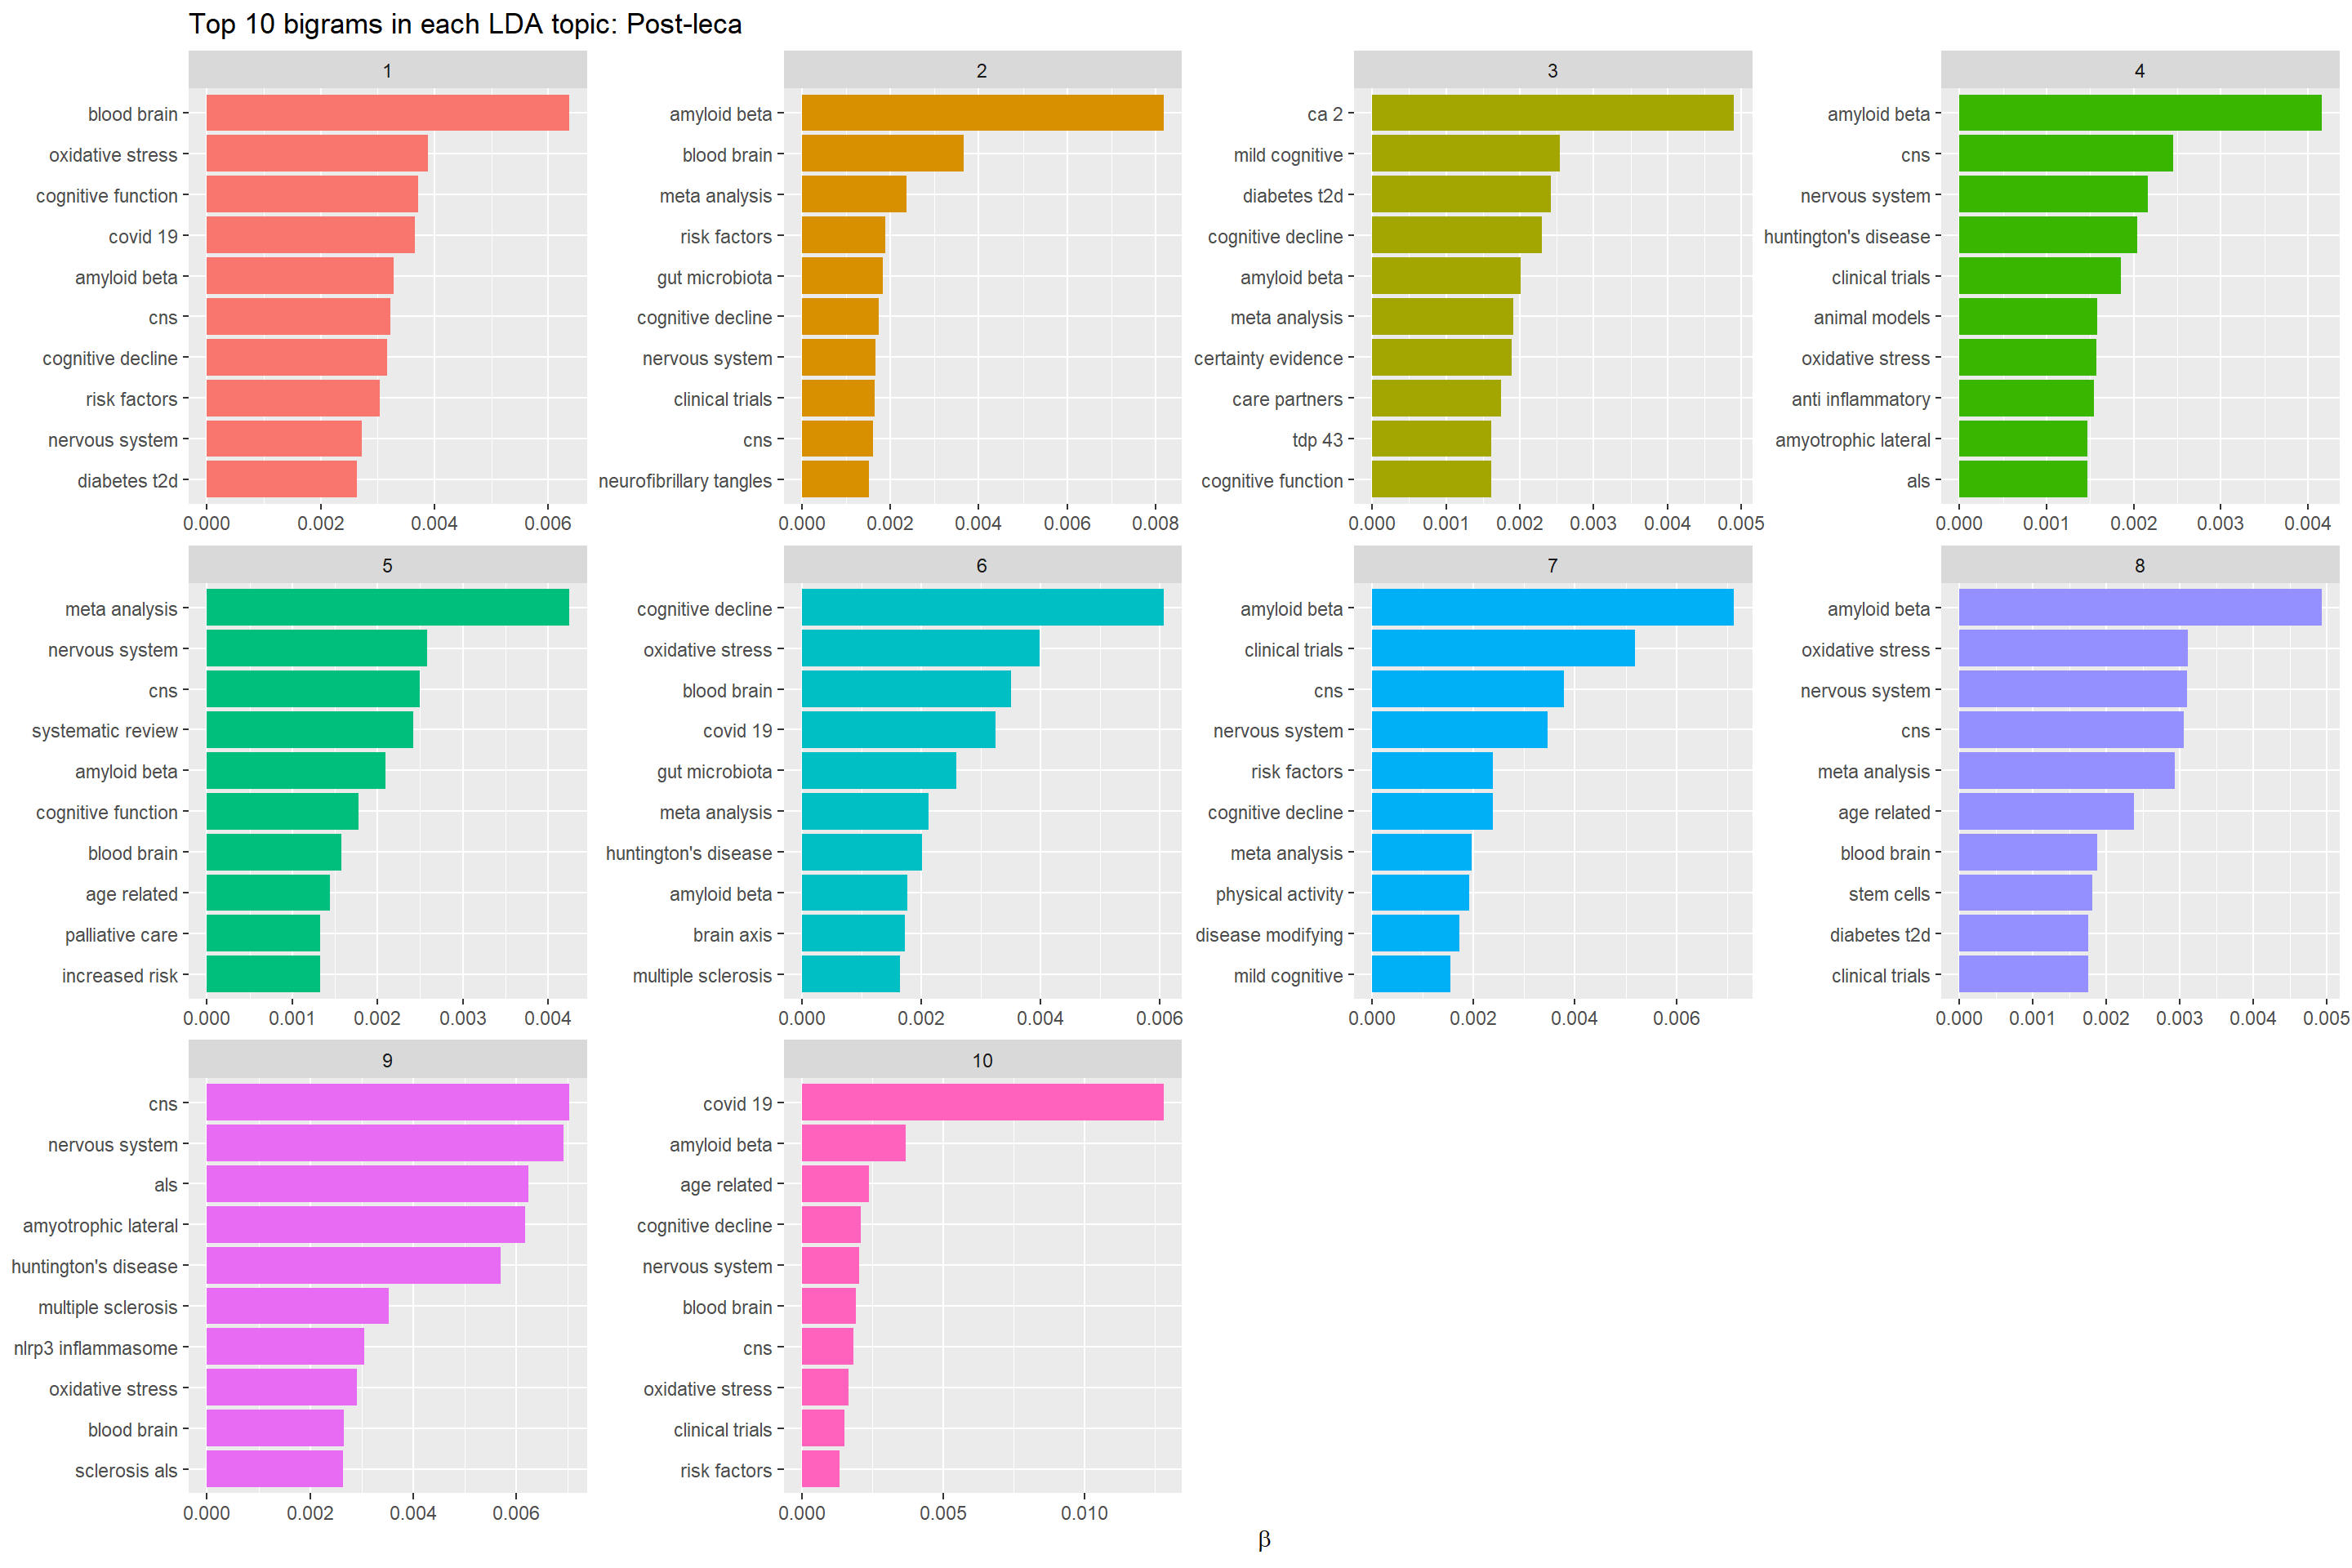 Top 10 bigrams in each LDA topic: Post-leca
1
blood brain
oxidative stress
cognitive function
covid 19
amyloid beta
cns
cognitive decline
risk factors
nervous system
diabetes t2d
0.000 0.002 0.004 0.006
2
amyloid beta
blood brain
meta analysis
risk factors
gut microbiota
cognitive decline
nervous system
clinical trials
cns
neurofibrillary tangles
0.000 0.002 0.004 0.006 0.008
3
ca 2
mild cognitive
diabetes t2d
cognitive decline
amyloid beta
meta analysis
certainty evidence
care partners
tdp 43
cognitive function
0.000 0.001 0.002 0.003 0.004 0.005
4
amyloid beta
cns
nervous system
huntington's disease
clinical trials
animal models
oxidative stress
anti inflammatory
amyotrophic lateral
als
0.000 0.001 0.002 0.003 0.004
5
meta analysis
nervous system
cns
systematic review
amyloid beta
cognitive function
blood brain
age related
palliative care
increased risk
0.000 0.001 0.002 0.003 0.004
6
cognitive decline
oxidative stress
blood brain
covid 19
gut microbiota
meta analysis
huntington's disease
amyloid beta
brain axis
multiple sclerosis
0.000 0.002 0.004 0.006
7
amyloid beta
clinical trials
cns
nervous system
risk factors
cognitive decline
meta analysis
physical activity
disease modifying
mild cognitive
0.000 0.002 0.004 0.006
8
amyloid beta
oxidative stress
nervous system
cns
meta analysis
age related
blood brain
stem cells
diabetes t2d
clinical trials
0.000 0.001 0.002 0.003 0.004 0.005
9
cns
nervous system
als
amyotrophic lateral
huntington's disease
multiple sclerosis
nlrp3 inflammasome
oxidative stress
blood brain
sclerosis als
0.000 0.002 0.004 0.006
10
covid 19
amyloid beta
age related
cognitive decline
nervous system
blood brain
cns
oxidative stress
clinical trials
risk factors
0.000 0.005 0.010
β